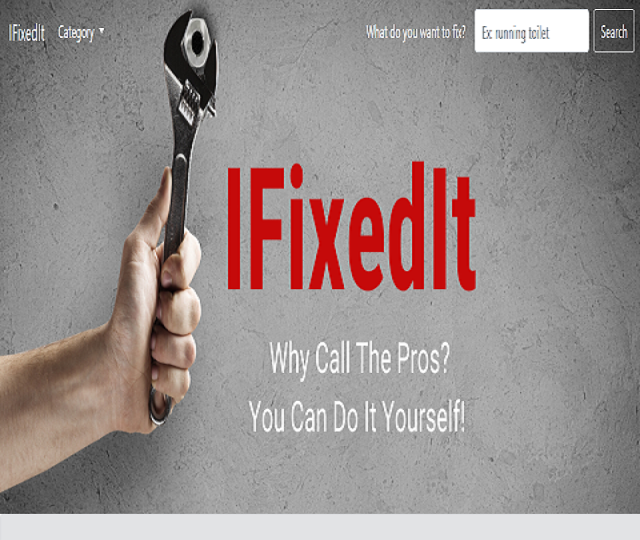 IFixedIt Category What do you want to fix? Ex: running toilet Search
IFixedIt
Why Call The Pros?
You Can Do It Yourself!